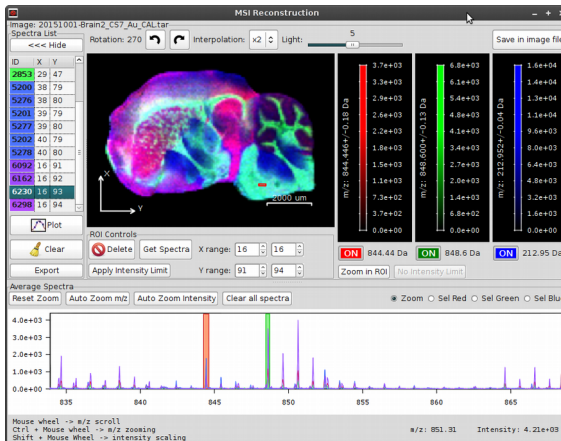 MSI Reconstruction
Image: 20151001-Brain2_CS7_Au_CAL.tar
Spectra List
<<< Hide
Rotation: 270 Interpolation: x2 Light: 5
Save in image file
ID X Y
2853 29 47
5200 38 79
5276 38 80
5201 39 79
5277 39 80
5202 40 79
5278 40 80
6092 16 91
6162 16 92
6230 16 93
6298 16 94
X
Y
2000 um
m/z: 844.446+/-0.18 Da
3.7e+03
3.3e+03
2.9e+03
2.6e+03
2.2e+03
1.8e+03
1.5e+03
1.1e+03
7.3e+02
3.7e+02
0.0e+00
m/z: 848.600+/-0.13 Da
6.8e+03
6.1e+03
5.4e+03
4.8e+03
4.1e+03
3.4e+03
2.7e+03
2.0e+03
1.4e+03
6.8e+02
0.0e+00
m/z: 212.952+/-0.04 Da
1.6e+04
1.4e+04
1.3e+04
1.1e+04
9.6e+03
8.0e+03
6.4e+03
4.8e+03
3.2e+03
1.6e+03
0.0e+00
Plot
Clear
Export
ROI Controls
Delete Get Spectra X range: 16 16
Apply Intensity Limit Y range: 91 94
ON 844.44 Da ON 848.6 Da ON 212.95 Da
Zoom in ROI No Intensity Limit
Average Spectra
Reset Zoom Auto Zoom m/z Auto Zoom Intensity Clear all spectra Zoom Sel Red Sel Green Sel Blu
4.0e+03
3.0e+03
2.0e+03
1.0e+03
0.0e+00
835 840 845 850 855 860 865
Mouse wheel -> m/z scroll
Ctrl + Mouse wheel -> m/z zooming
Shift + Mouse Wheel -> intensity scaling
m/z: 851.31 Intensity: 4.21e+03